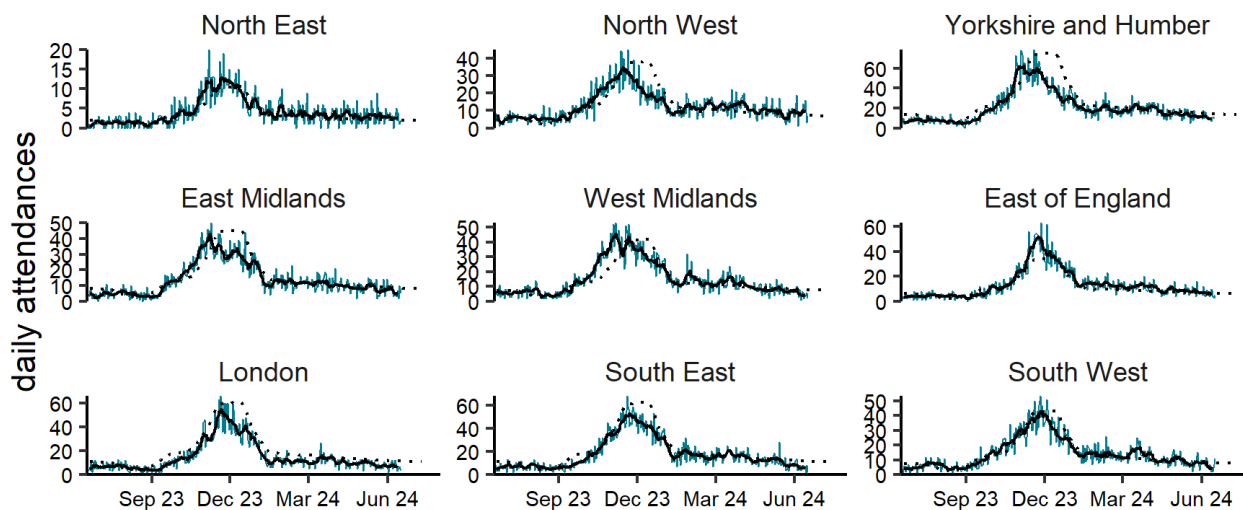 North East North West Yorkshire and Humber
20 15 10 5 0
40 30 20 10 0
60 40 20 0
East Midlands West Midlands East of England
50 40 30 20 10 0
50 40 30 20 10 0
60 40 20 0
daily attendances
London South East South West
60 40 20 0
60 40 20 0
50 40 30 20 10 0
Sep 23 Dec 23 Mar 24 Jun 24 Sep 23 Dec 23 Mar 24 Jun 24 Sep 23 Dec 23 Mar 24 Jun 24